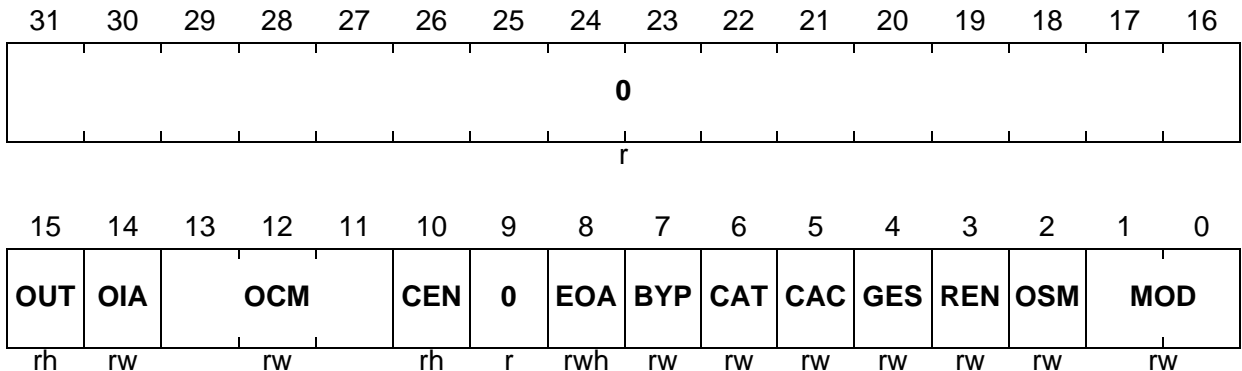 31 30 29 28 27 26 25 24 23 22 21 20 19 18 17 16
0
r
15 14 13 12 11 10 9 8 7 6 5 4 3 2 1 0
OUT OIA OCM CEN 0 EOA BYP CAT CAC GES REN OSM MOD
rh rw rw rh r rwh rw rw rw rw rw rw rw